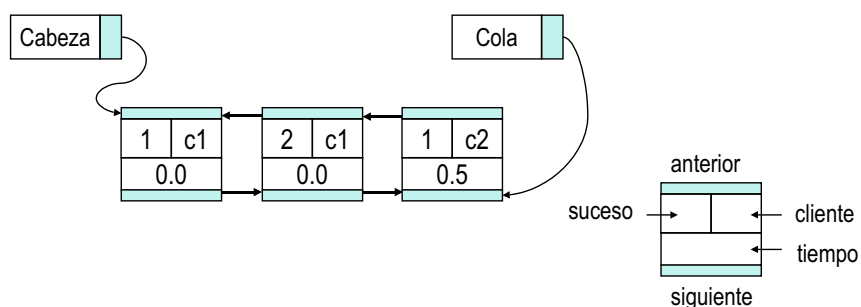 Cabeza
Cola
1 c1 2 c1 1 c2
0.0 0.0 0.5
anterior
suceso cliente
tiempo
siguiente